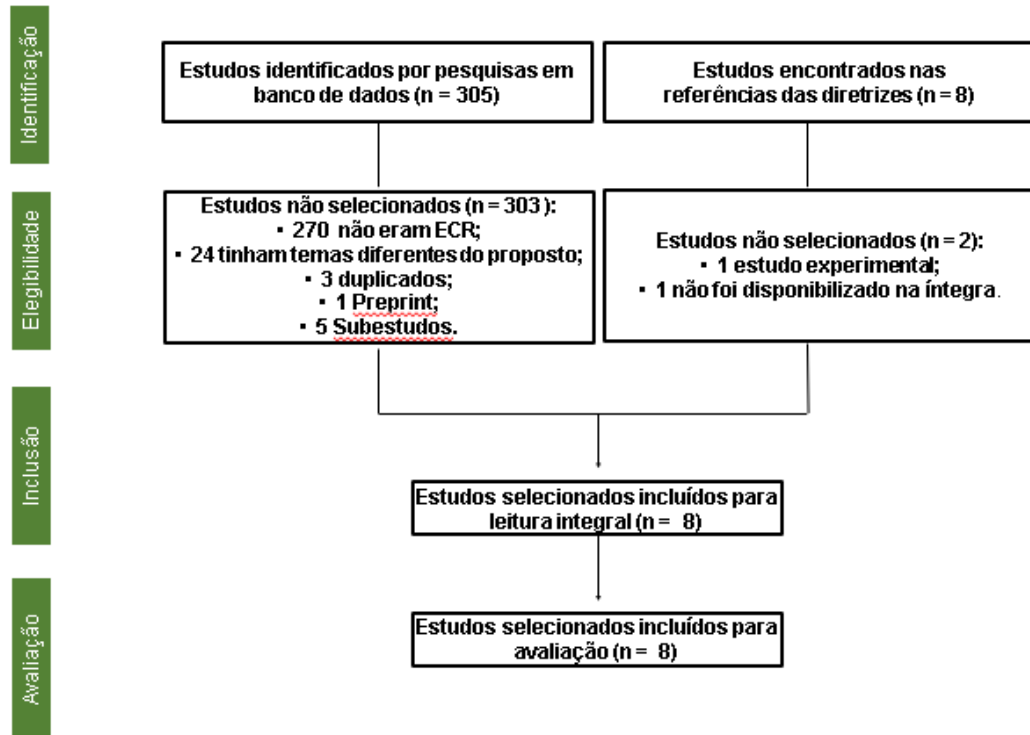 Identificação
Estudos identificados por pesquisas em
banco de dados (n = 305)
Estudos encontrados nas
referências das diretrizes (n = 8)
Elegibilidade
Estudos não selecionados (n = 303 ):
▪ 270 não eram ECR;
▪ 24 tinham temas diferentes do proposto;
▪ 3 duplicados;
▪ 1 Preprint;
▪ 5 Subestudos.
Estudos não selecionados (n = 2):
▪ 1 estudo experimental;
▪ 1 não foi disponibilizado na íntegra.
Inclusão
Estudos selecionados incluídos para
leitura integral (n = 8)
Avaliação
Estudos selecionados incluídos para
avaliação (n = 8)